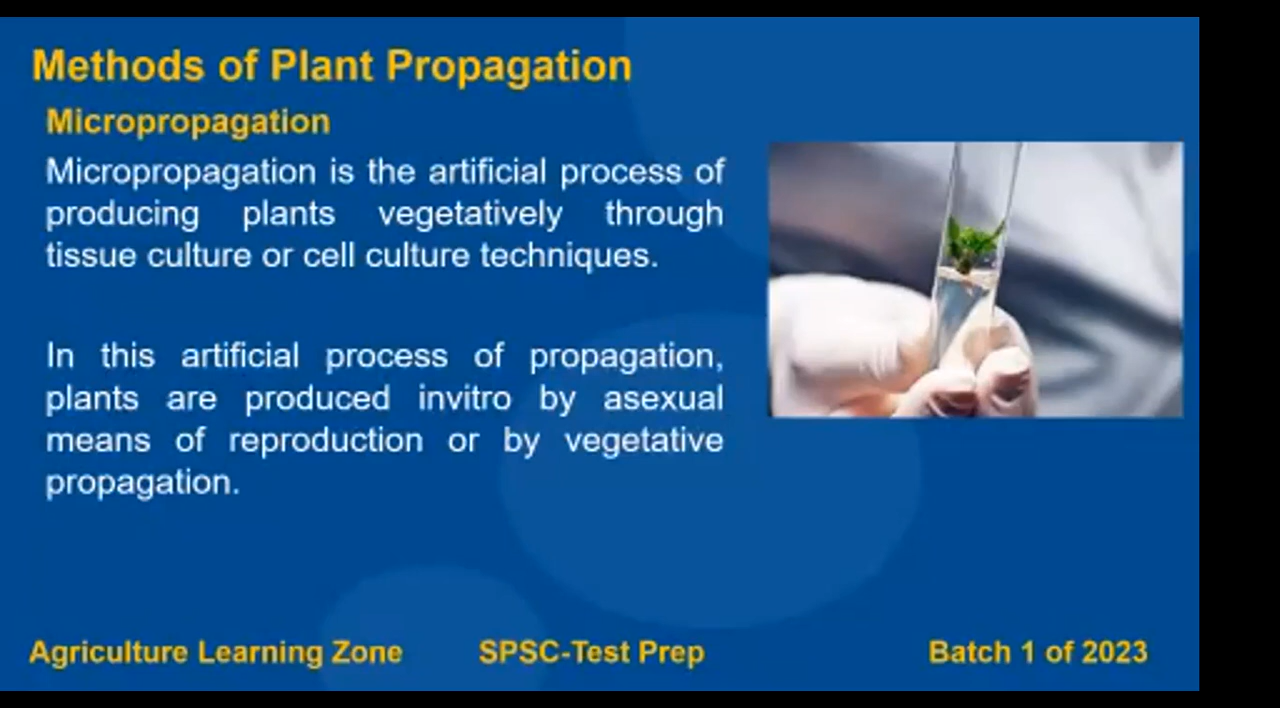 Methods of Plant Propagation
Micropropagation
Micropropagation is the artificial process of
producing plants vegetatively through
tissue culture or cell culture techniques.
In this artificial process of propagation,
plants are produced invitro by asexual
means of reproduction or by vegetative
propagation.
Agriculture Learning Zone SPSC-Test Prep Batch 1 of 2023